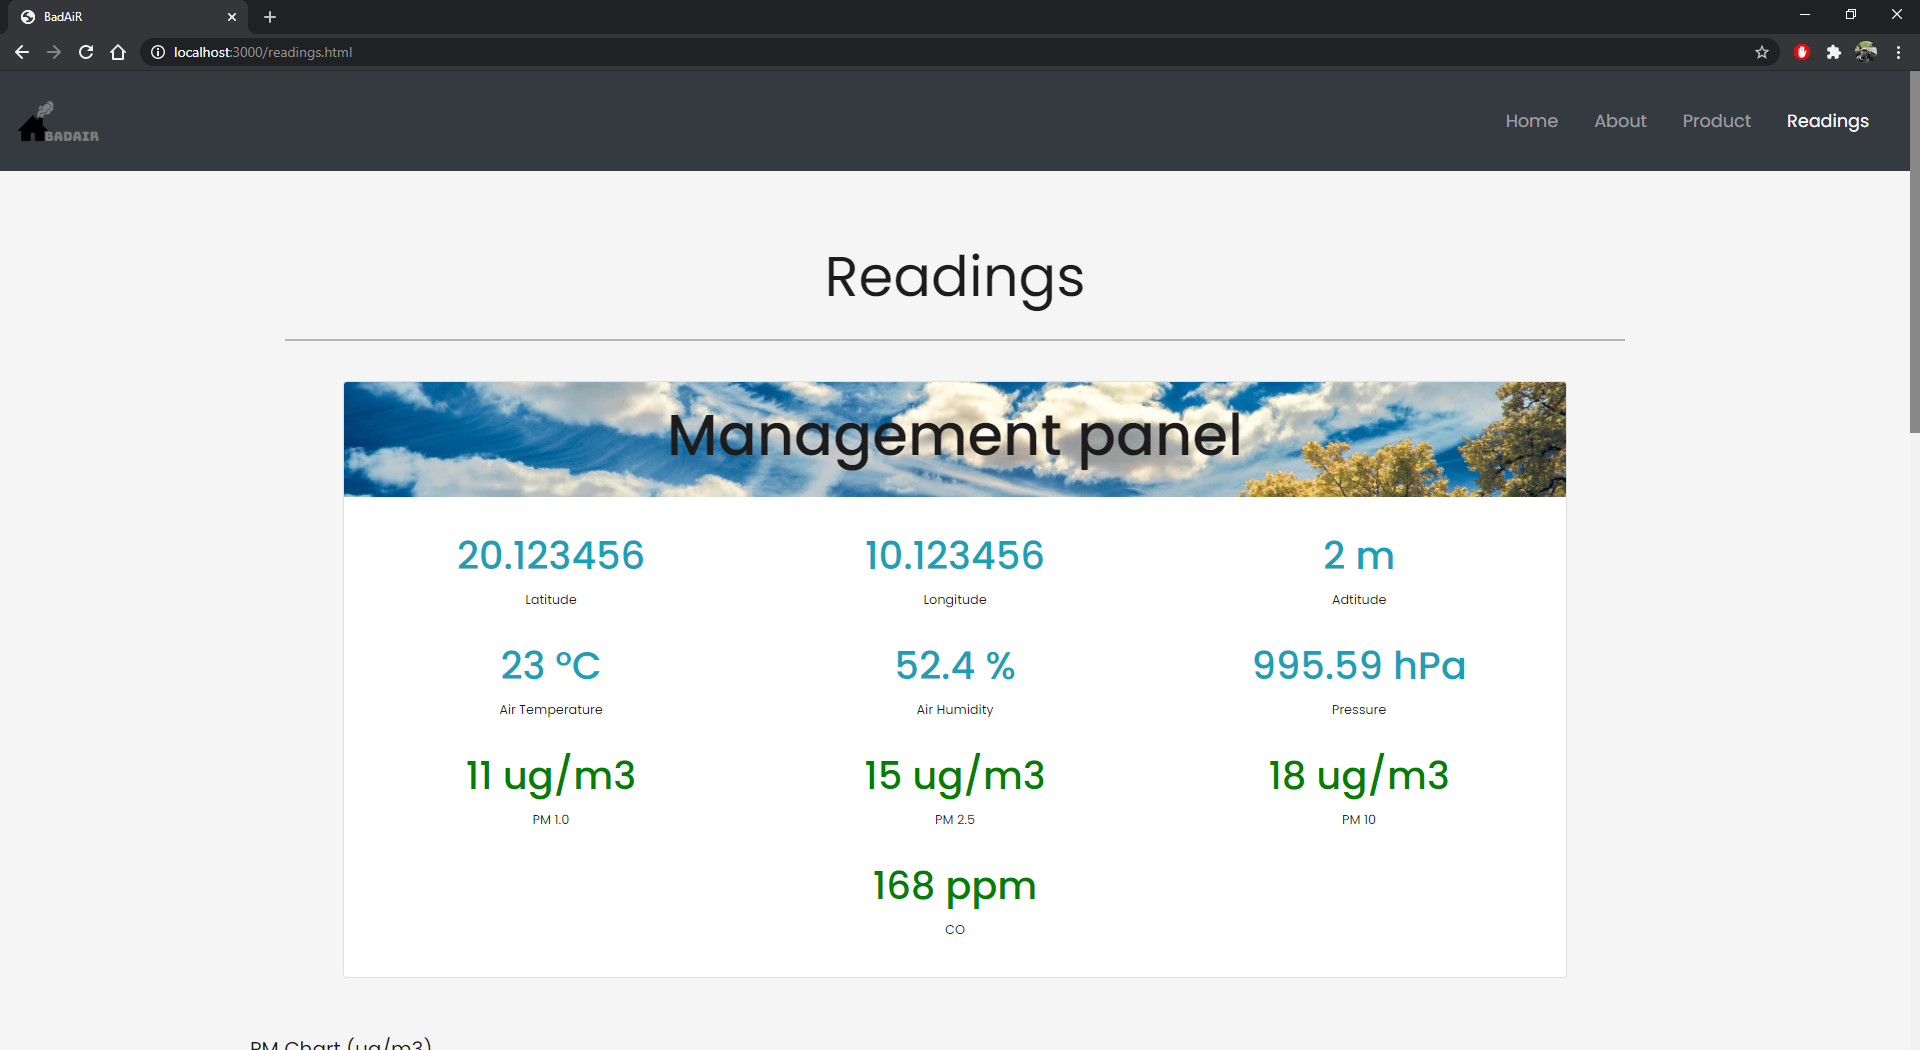 BadAiR
localhost:3000/readings.html
BADAIR
Home About Product Readings
Readings
Management panel
20.123456 10.123456 2 m
Latitude Longitude Adtitude
23 °C 52.4 % 995.59 hPa
Air Temperature Air Humidity Pressure
11 ug/m3 15 ug/m3 18 ug/m3
PM 1.0 PM 2.5 PM 10
168 ppm
CO
PM Chart (ug/m3)